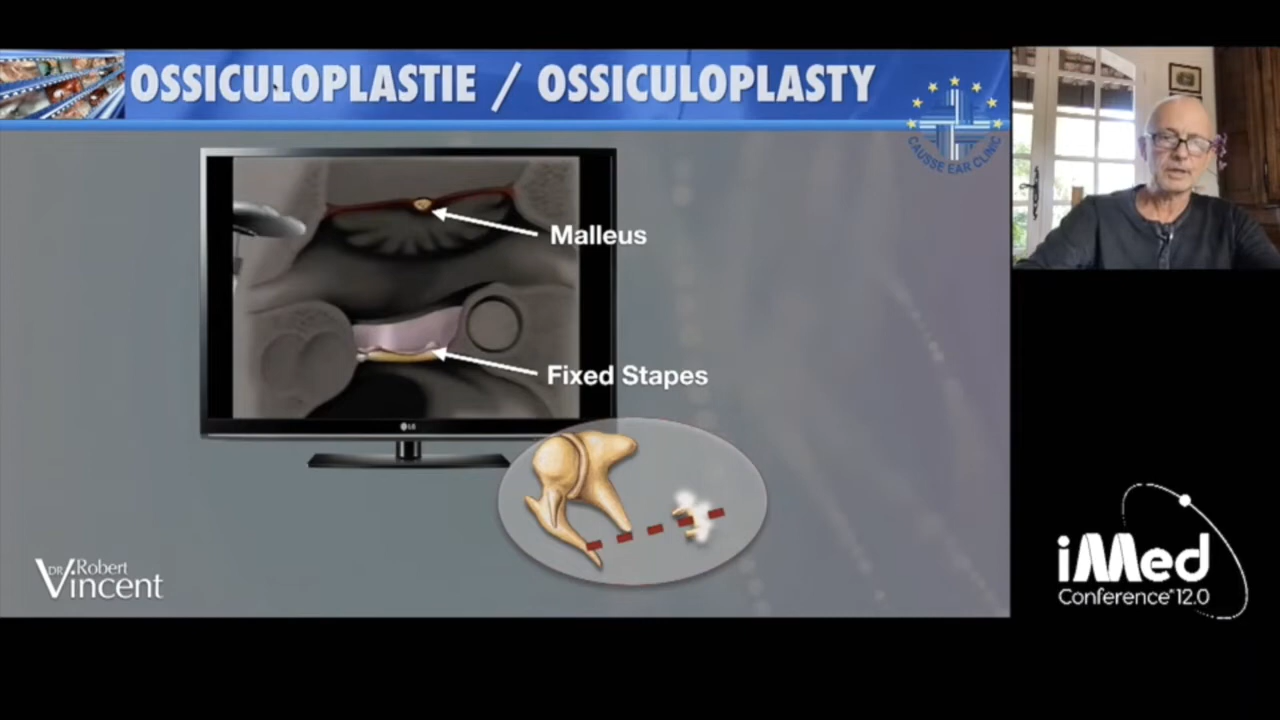 OSSICULOPLASTIE / OSSICULOPLASTY
CAUSSE EAR CLINIC
Malleus
Fixed Stapes
LG
DR Robert
Vincent
iMed
Conference® 12.0